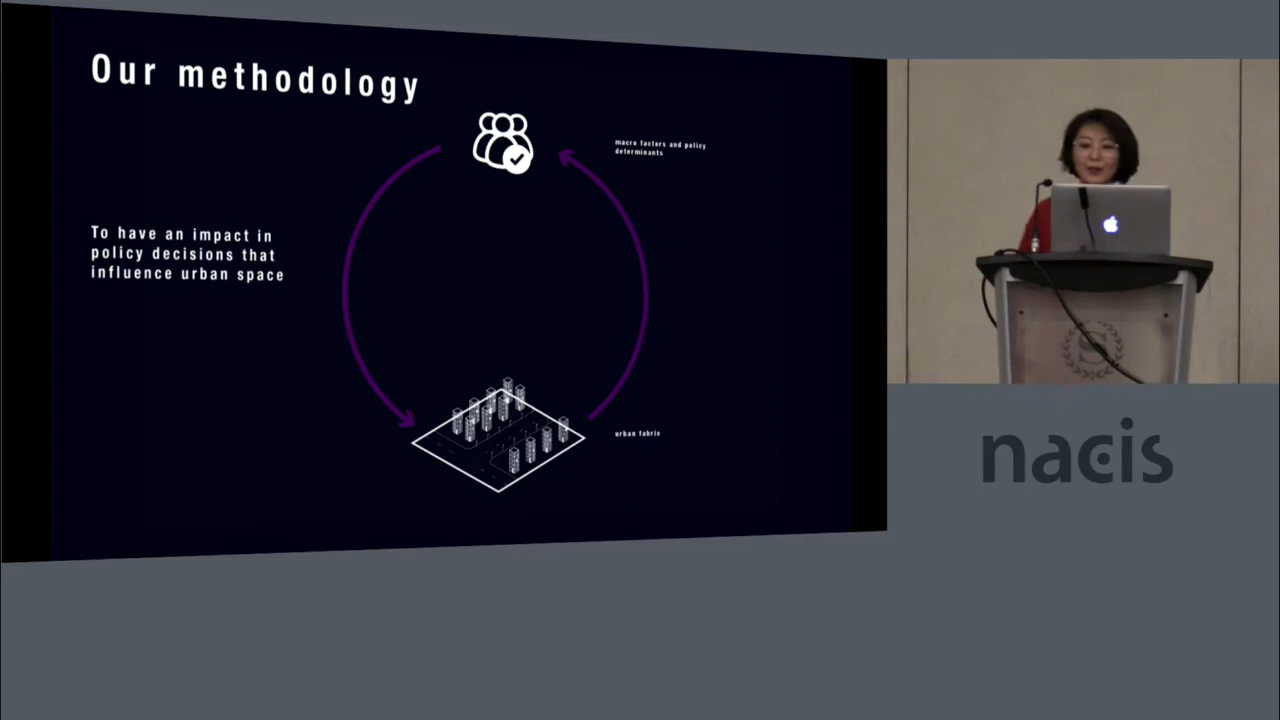 Our methodology
macro factors and policy
determinants
To have an impact in
policy decisions that
influence urban space
urban fabric
S
nacis